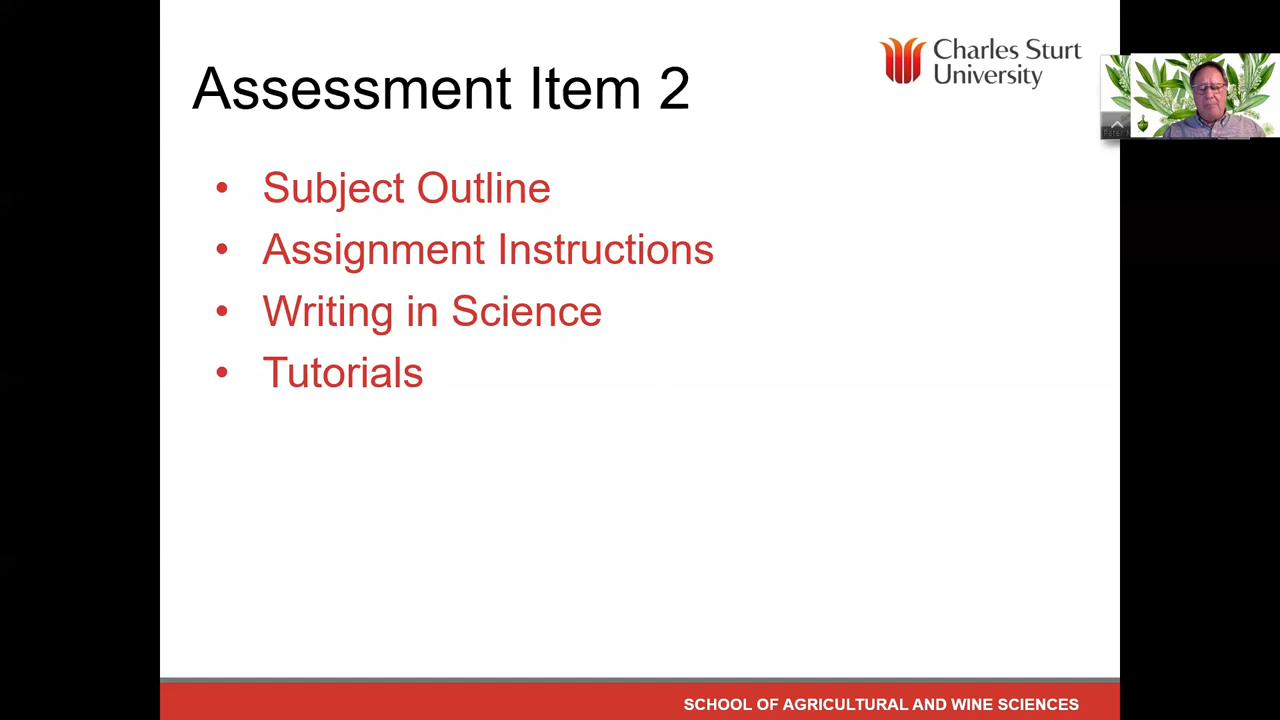 Charles Sturt
University
Assessment Item 2
• Subject Outline
• Assignment Instructions
• Writing in Science
• Tutorials
SCHOOL OF AGRICULTURAL AND WINE SCIENCES